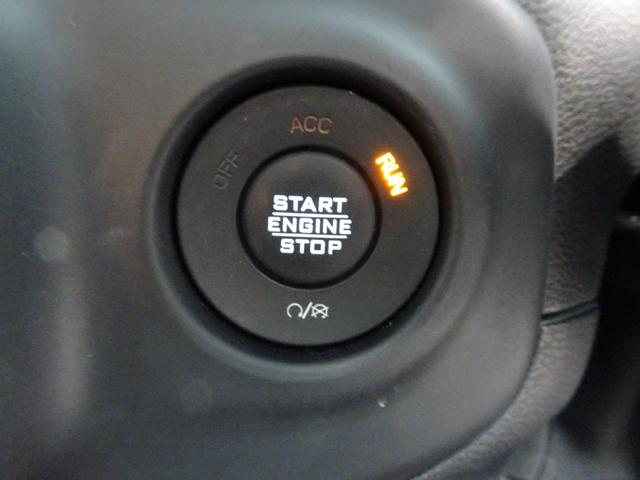 ACC
OFF
RUN
START
ENGINE
STOP